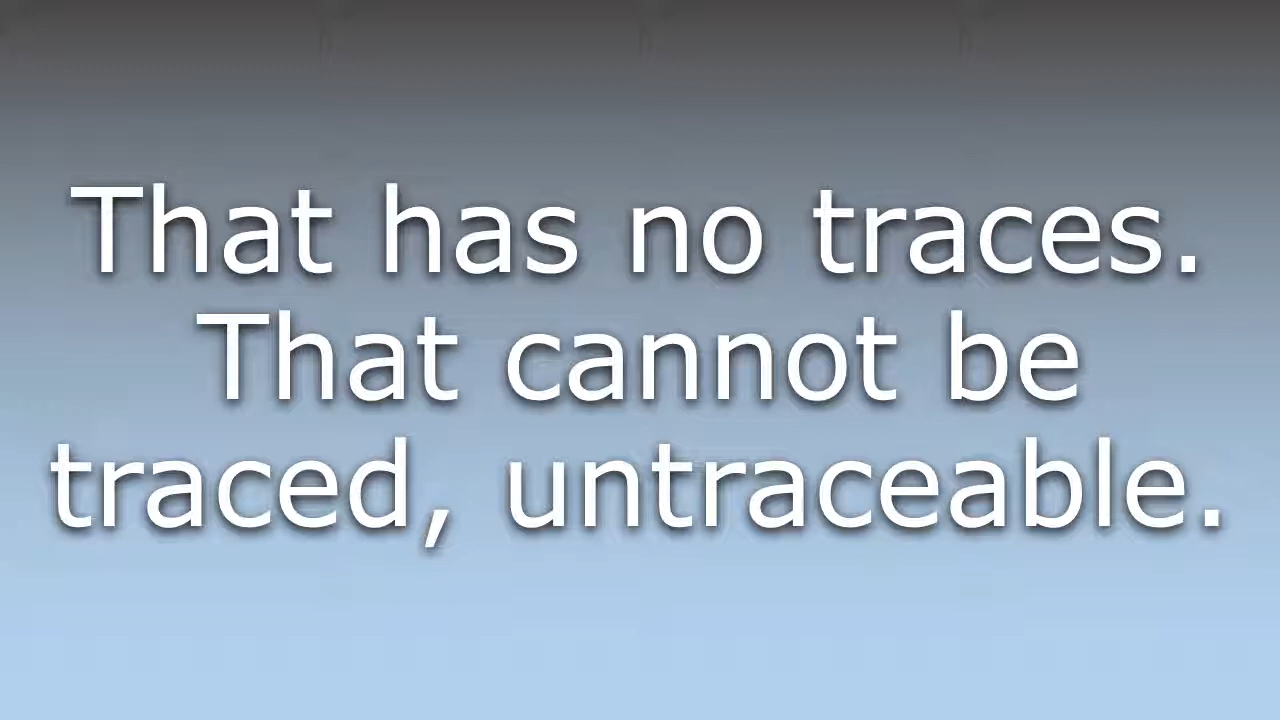 That has no traces.
That cannot be
traced, untraceable.